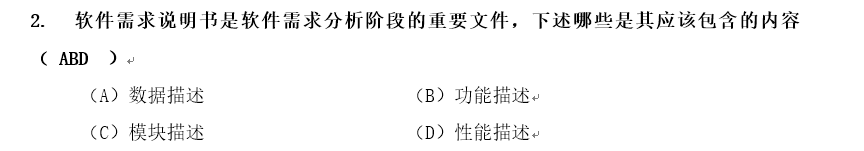 2. 软件需求说明书是软件需求分析阶段的重要文件，下述哪些是其应该包含的内容
（ ABD ）
（A）数据描述 （B）功能描述
（C）模块描述 （D）性能描述